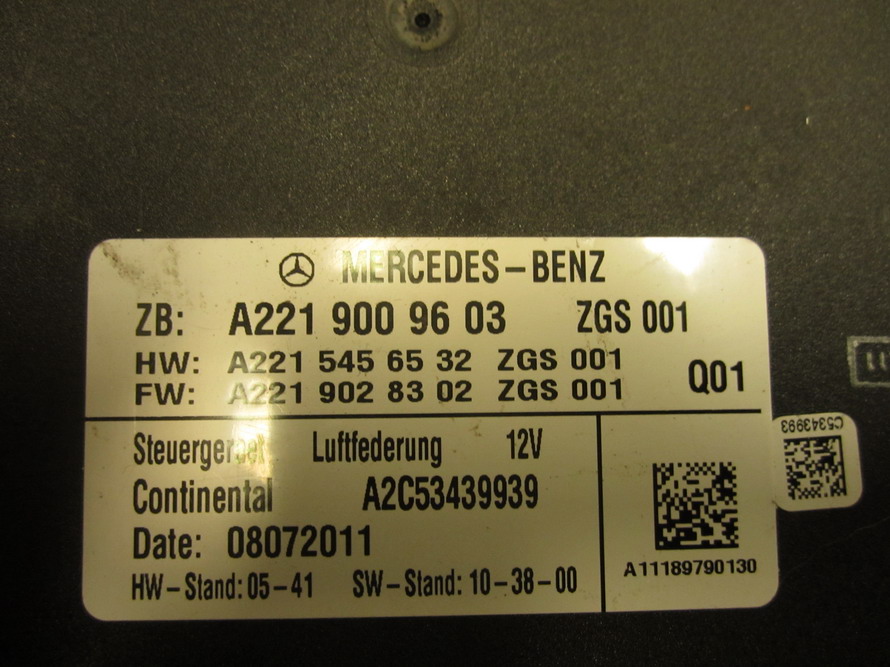 MERCEDES-BENZ
ZB: A221 900 96 03 ZGS 001
HW: A221 545 65 32 ZGS 001
FW: A221 902 83 02 ZGS 001
Q01
Steuergeraet Luftfederung 12V
Continental A2C53439939
Date: 08072011
HW-Stand: 05-41 SW-Stand: 10-38-00
A11189790130
C5343993